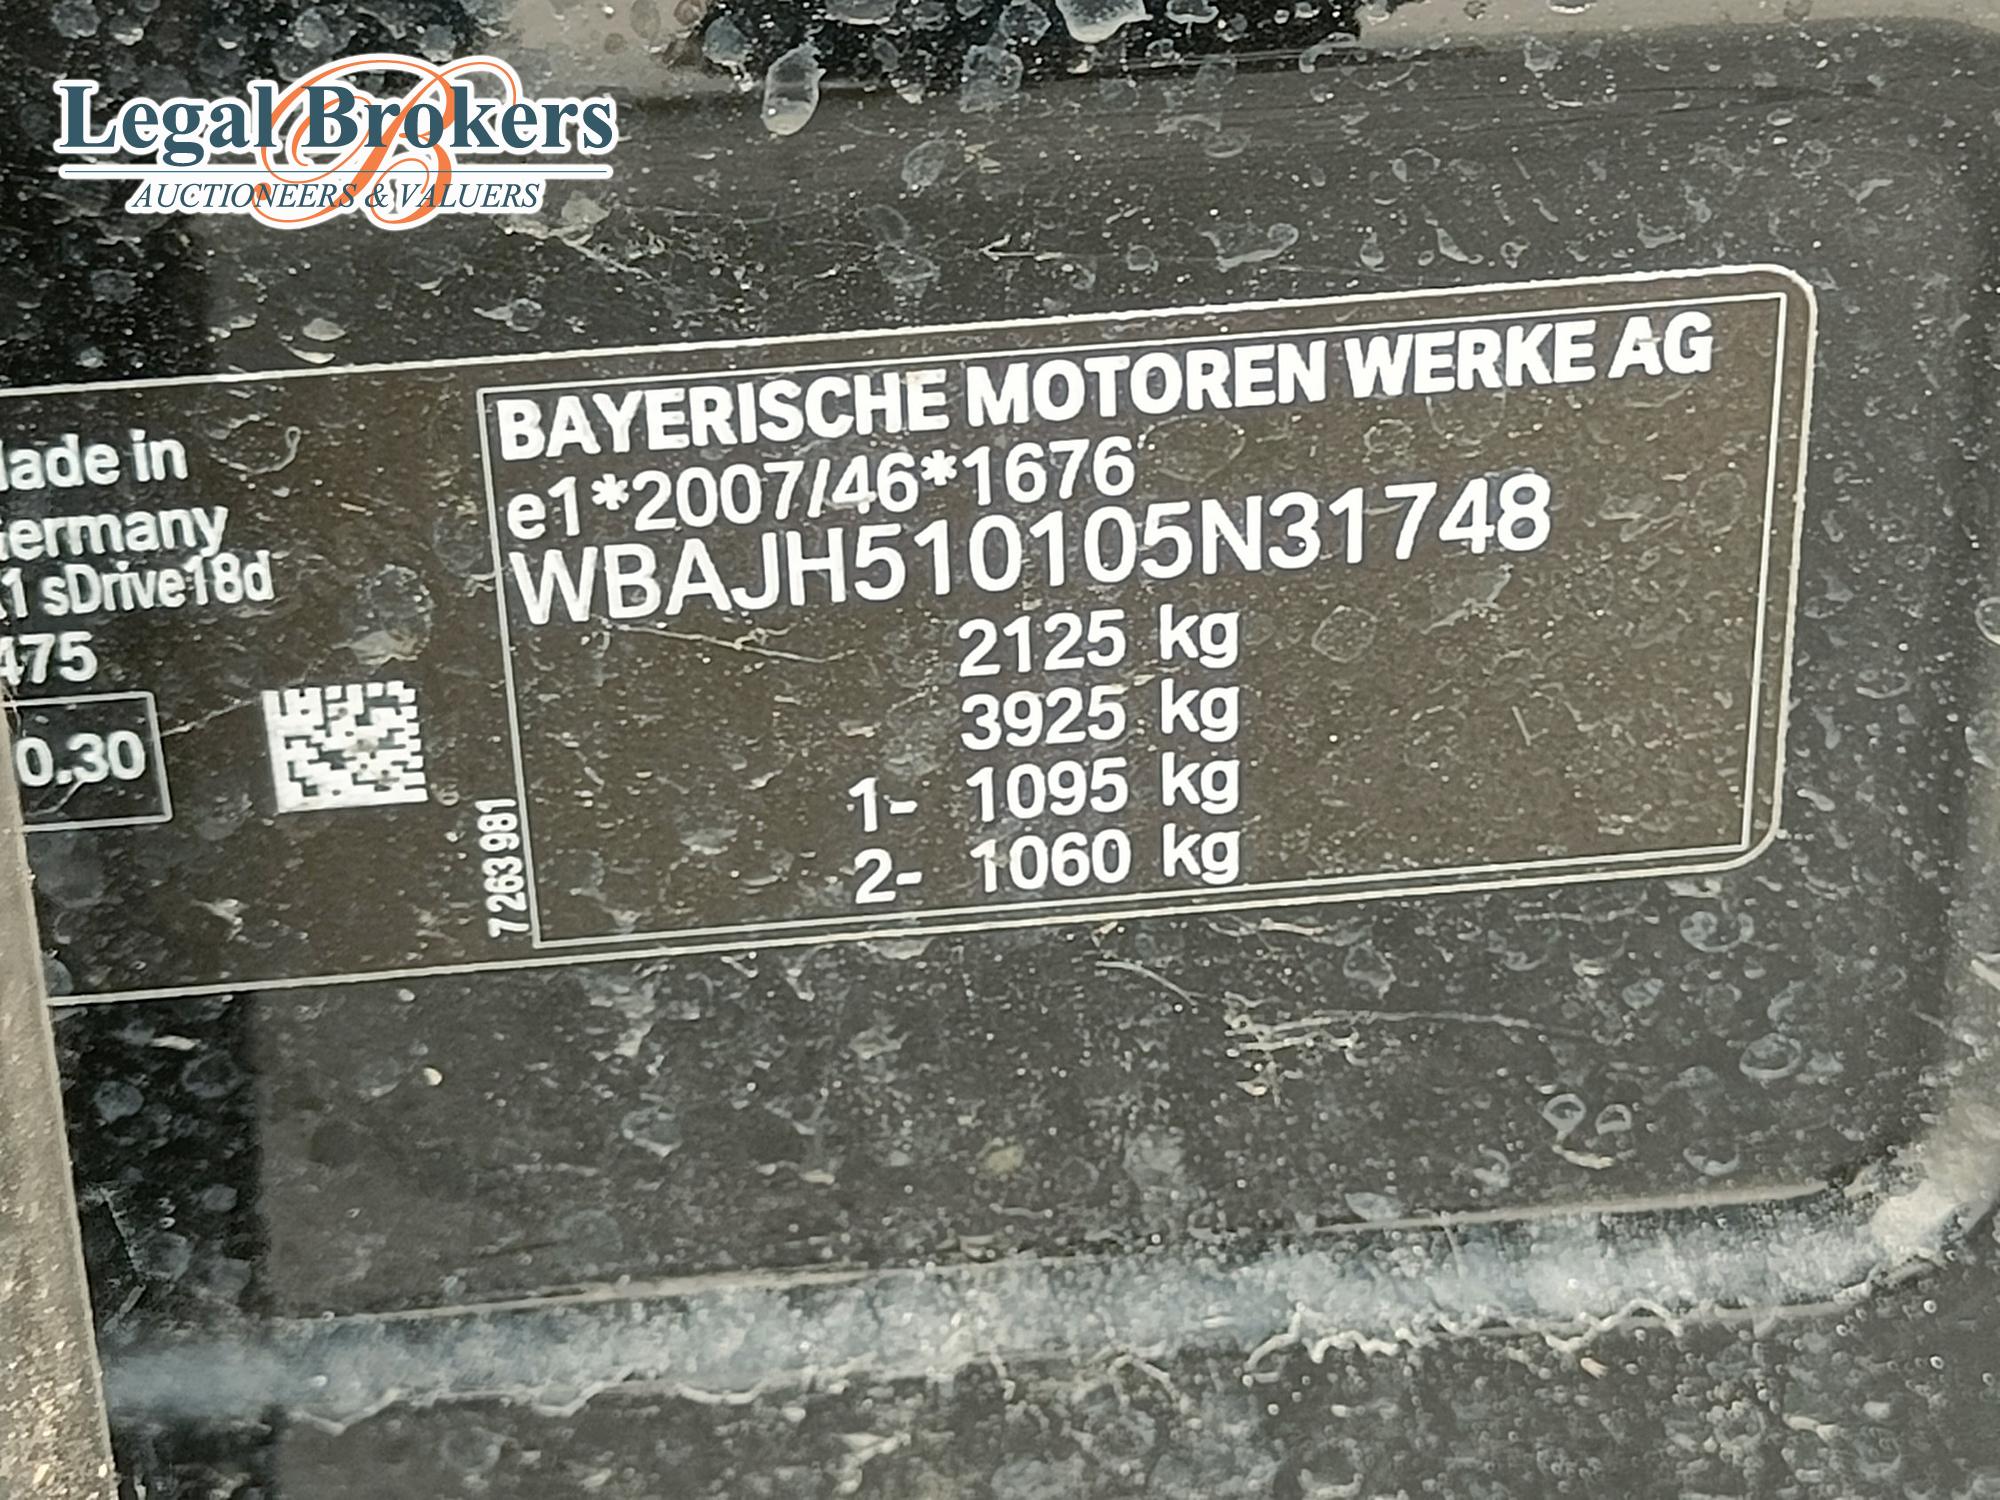 Legal Brokers
AUCTIONEERS & VALUERS
BAYERISCHE MOTOREN WERKE AG
e1*2007/46*1676
WBAJH510105N31748
2125 kg
3925 kg
1- 1095 kg
2- 1060 kg
ade in
ermany
1 sDrive18d
475
0.30
7263981